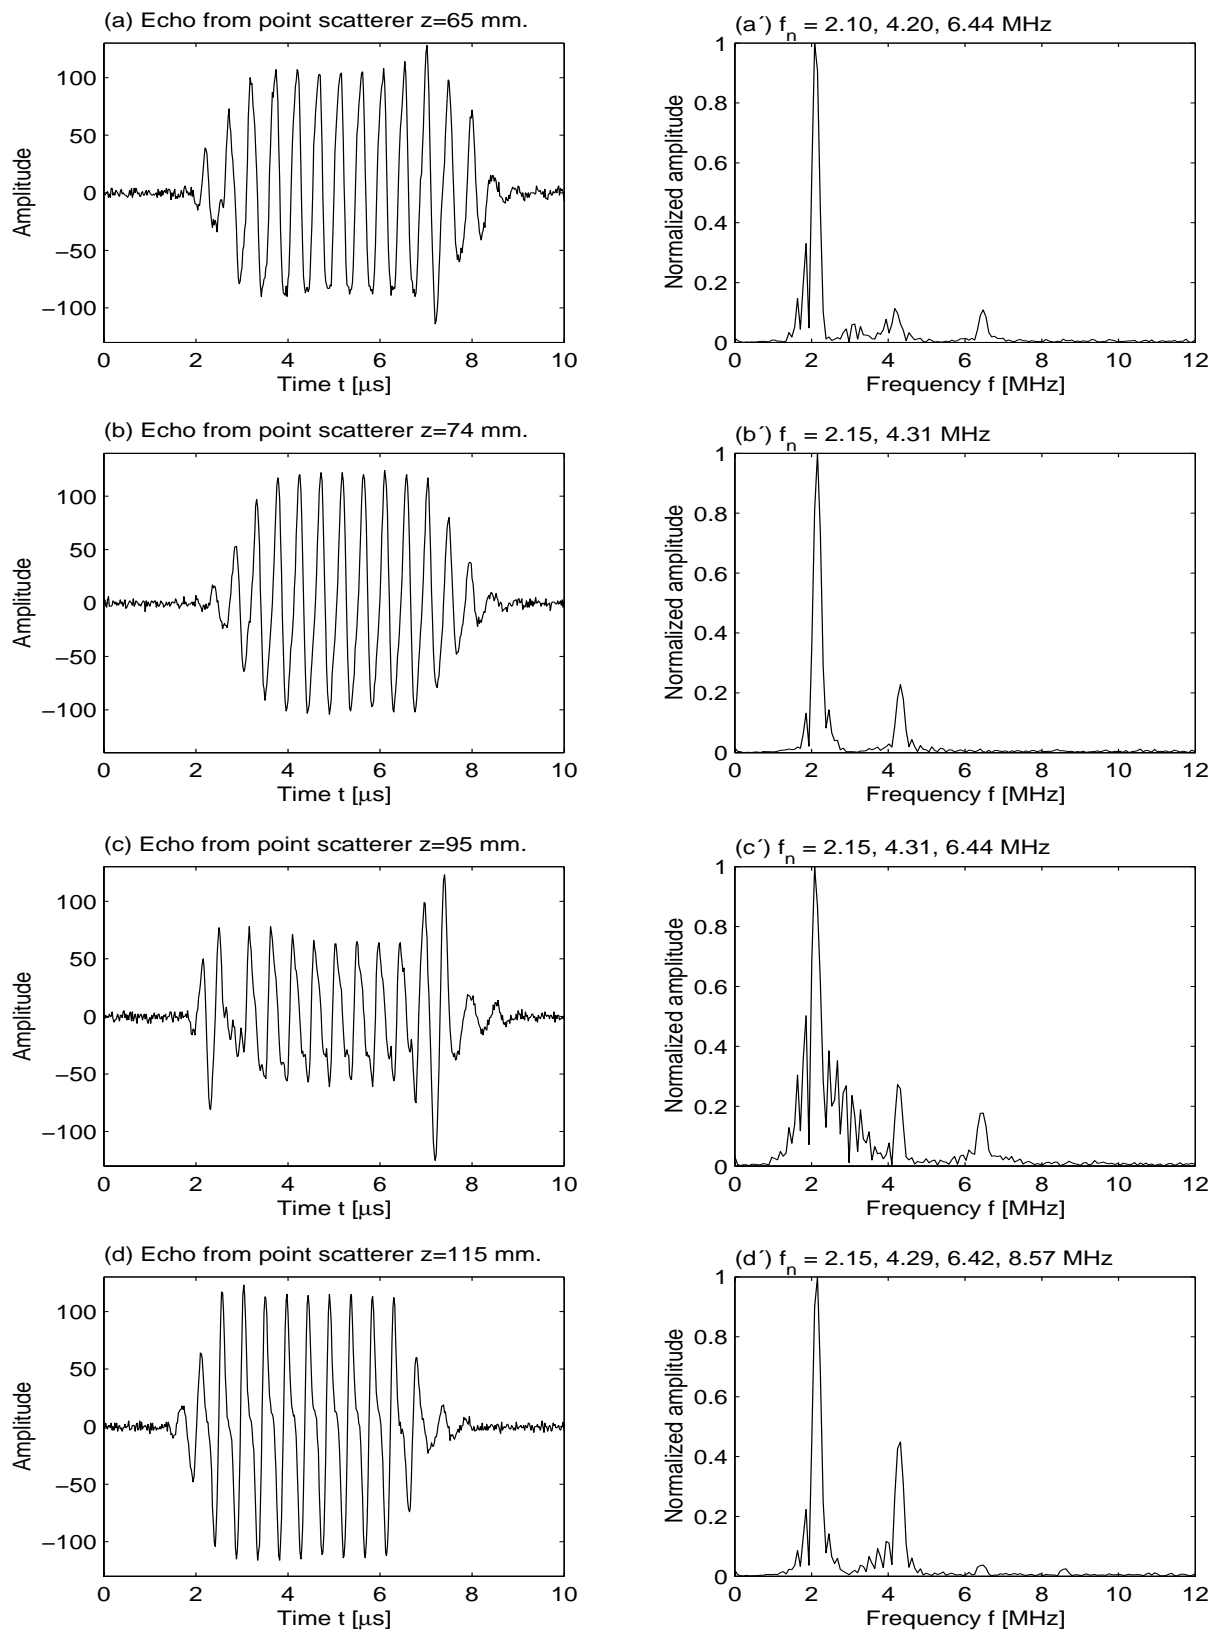 (a) Echo from point scatterer z=65 mm.
100
50
0
−50
−100
Amplitude
0 2 4 6 8 10
Time t [μs]
(a´) f_n = 2.10, 4.20, 6.44 MHz
1
0.8
0.6
0.4
0.2
0
Normalized amplitude
0 2 4 6 8 10 12
Frequency f [MHz]
(b) Echo from point scatterer z=74 mm.
100
50
0
−50
−100
Amplitude
0 2 4 6 8 10
Time t [μs]
(b´) f_n = 2.15, 4.31 MHz
1
0.8
0.6
0.4
0.2
0
Normalized amplitude
0 2 4 6 8 10 12
Frequency f [MHz]
(c) Echo from point scatterer z=95 mm.
100
50
0
−50
−100
Amplitude
0 2 4 6 8 10
Time t [μs]
(c´) f_n = 2.15, 4.31, 6.44 MHz
1
0.8
0.6
0.4
0.2
0
Normalized amplitude
0 2 4 6 8 10 12
Frequency f [MHz]
(d) Echo from point scatterer z=115 mm.
100
50
0
−50
−100
Amplitude
0 2 4 6 8 10
Time t [μs]
(d´) f_n = 2.15, 4.29, 6.42, 8.57 MHz
1
0.8
0.6
0.4
0.2
0
Normalized amplitude
0 2 4 6 8 10 12
Frequency f [MHz]